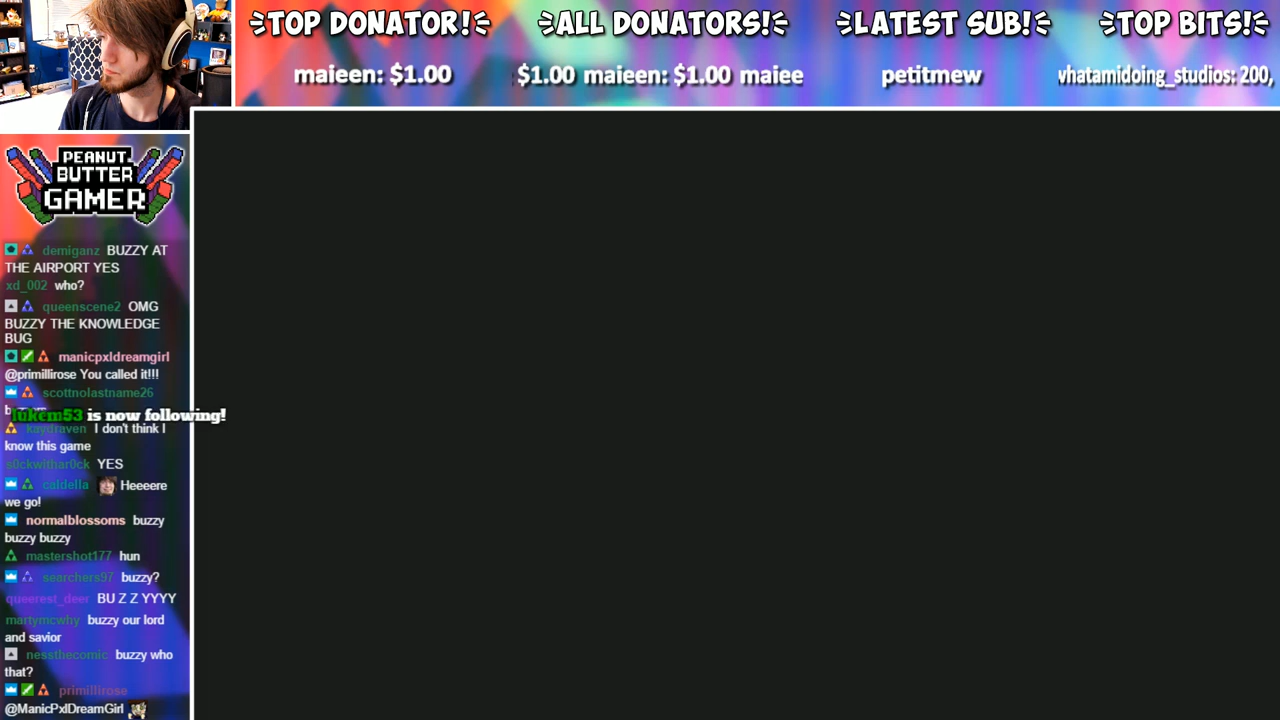 TOP DONATOR!
ALL DONATORS!
LATEST SUB!
TOP BITS!
maieen: $1.00
$1.00 maieen: $1.00 maiee
petitmew
whatamidoing_studios: 200,
PEANUT
BUTTER
GAMER
demiganz BUZZY AT
THE AIRPORT YES
xd_002 who?
queenscene2 OMG
BUZZY THE KNOWLEDGE
BUG
manicpxldreamgirl
@primillirose You called it!!!
scottnolastname26
lukem53 is now following!
kaydraven I don't think I
know this game
s0ckwithar0ck YES
caldella Heeeere
we go!
normalblossoms buzzy
buzzy buzzy
mastershot177 hun
searchers97 buzzy?
queerest_deer BU Z Z YYYY
martymcwhy buzzy our lord
and savior
nessthecomic buzzy who
that?
primillirose
@ManicPxlDreamGirl